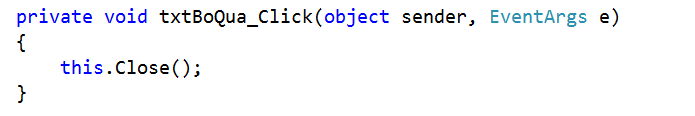 private void txtBoQua_Click(object sender, EventArgs e)
{
    this.Close();
}